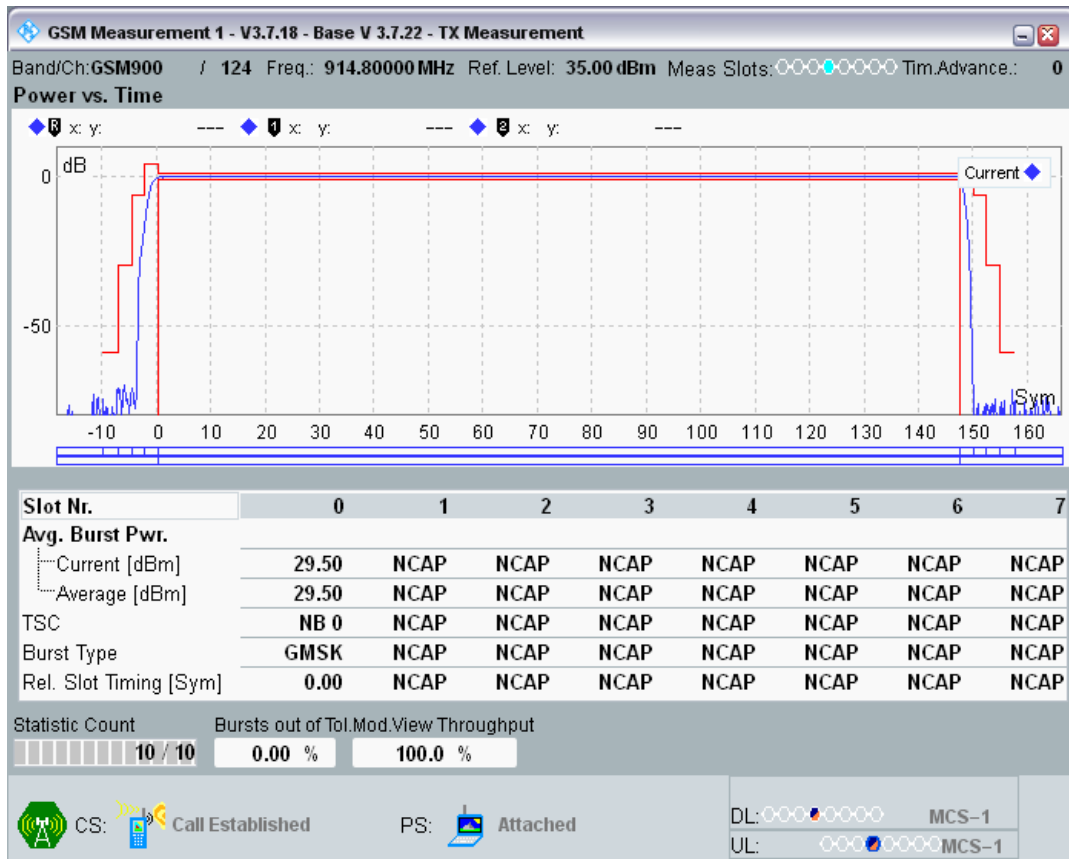 GSM Measurement 1 - V3.7.18 - Base V 3.7.22 - TX Measurement
Band/Ch:GSM900 / 124 Freq.: 914.80000 MHz Ref. Level: 35.00 dBm Meas Slots: Tim.Advance.: 0
Power vs. Time
R x: y: --- 1 x: y: --- 2 x: y: ---
dB
Current
0
-50
Sym
-10 0 10 20 30 40 50 60 70 80 90 100 110 120 130 140 150 160
Slot Nr. 0 1 2 3 4 5 6 7
Avg. Burst Pwr.
Current [dBm] 29.50 NCAP NCAP NCAP NCAP NCAP NCAP NCAP
Average [dBm] 29.50 NCAP NCAP NCAP NCAP NCAP NCAP NCAP
TSC NB 0 NCAP NCAP NCAP NCAP NCAP NCAP NCAP
Burst Type GMSK NCAP NCAP NCAP NCAP NCAP NCAP NCAP
Rel. Slot Timing [Sym] 0.00 NCAP NCAP NCAP NCAP NCAP NCAP NCAP
Statistic Count Bursts out of Tol. Mod.View Throughput
10 / 10 0.00 % 100.0 %
CS: Call Established PS: Attached
DL: MCS-1
UL: MCS-1